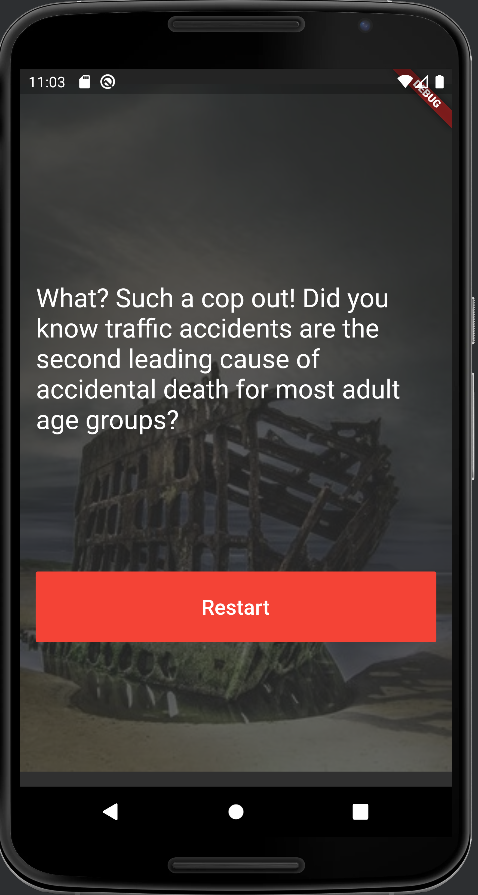 11:03
DEBUG
What? Such a cop out! Did you
know traffic accidents are the
second leading cause of
accidental death for most adult
age groups?
Restart